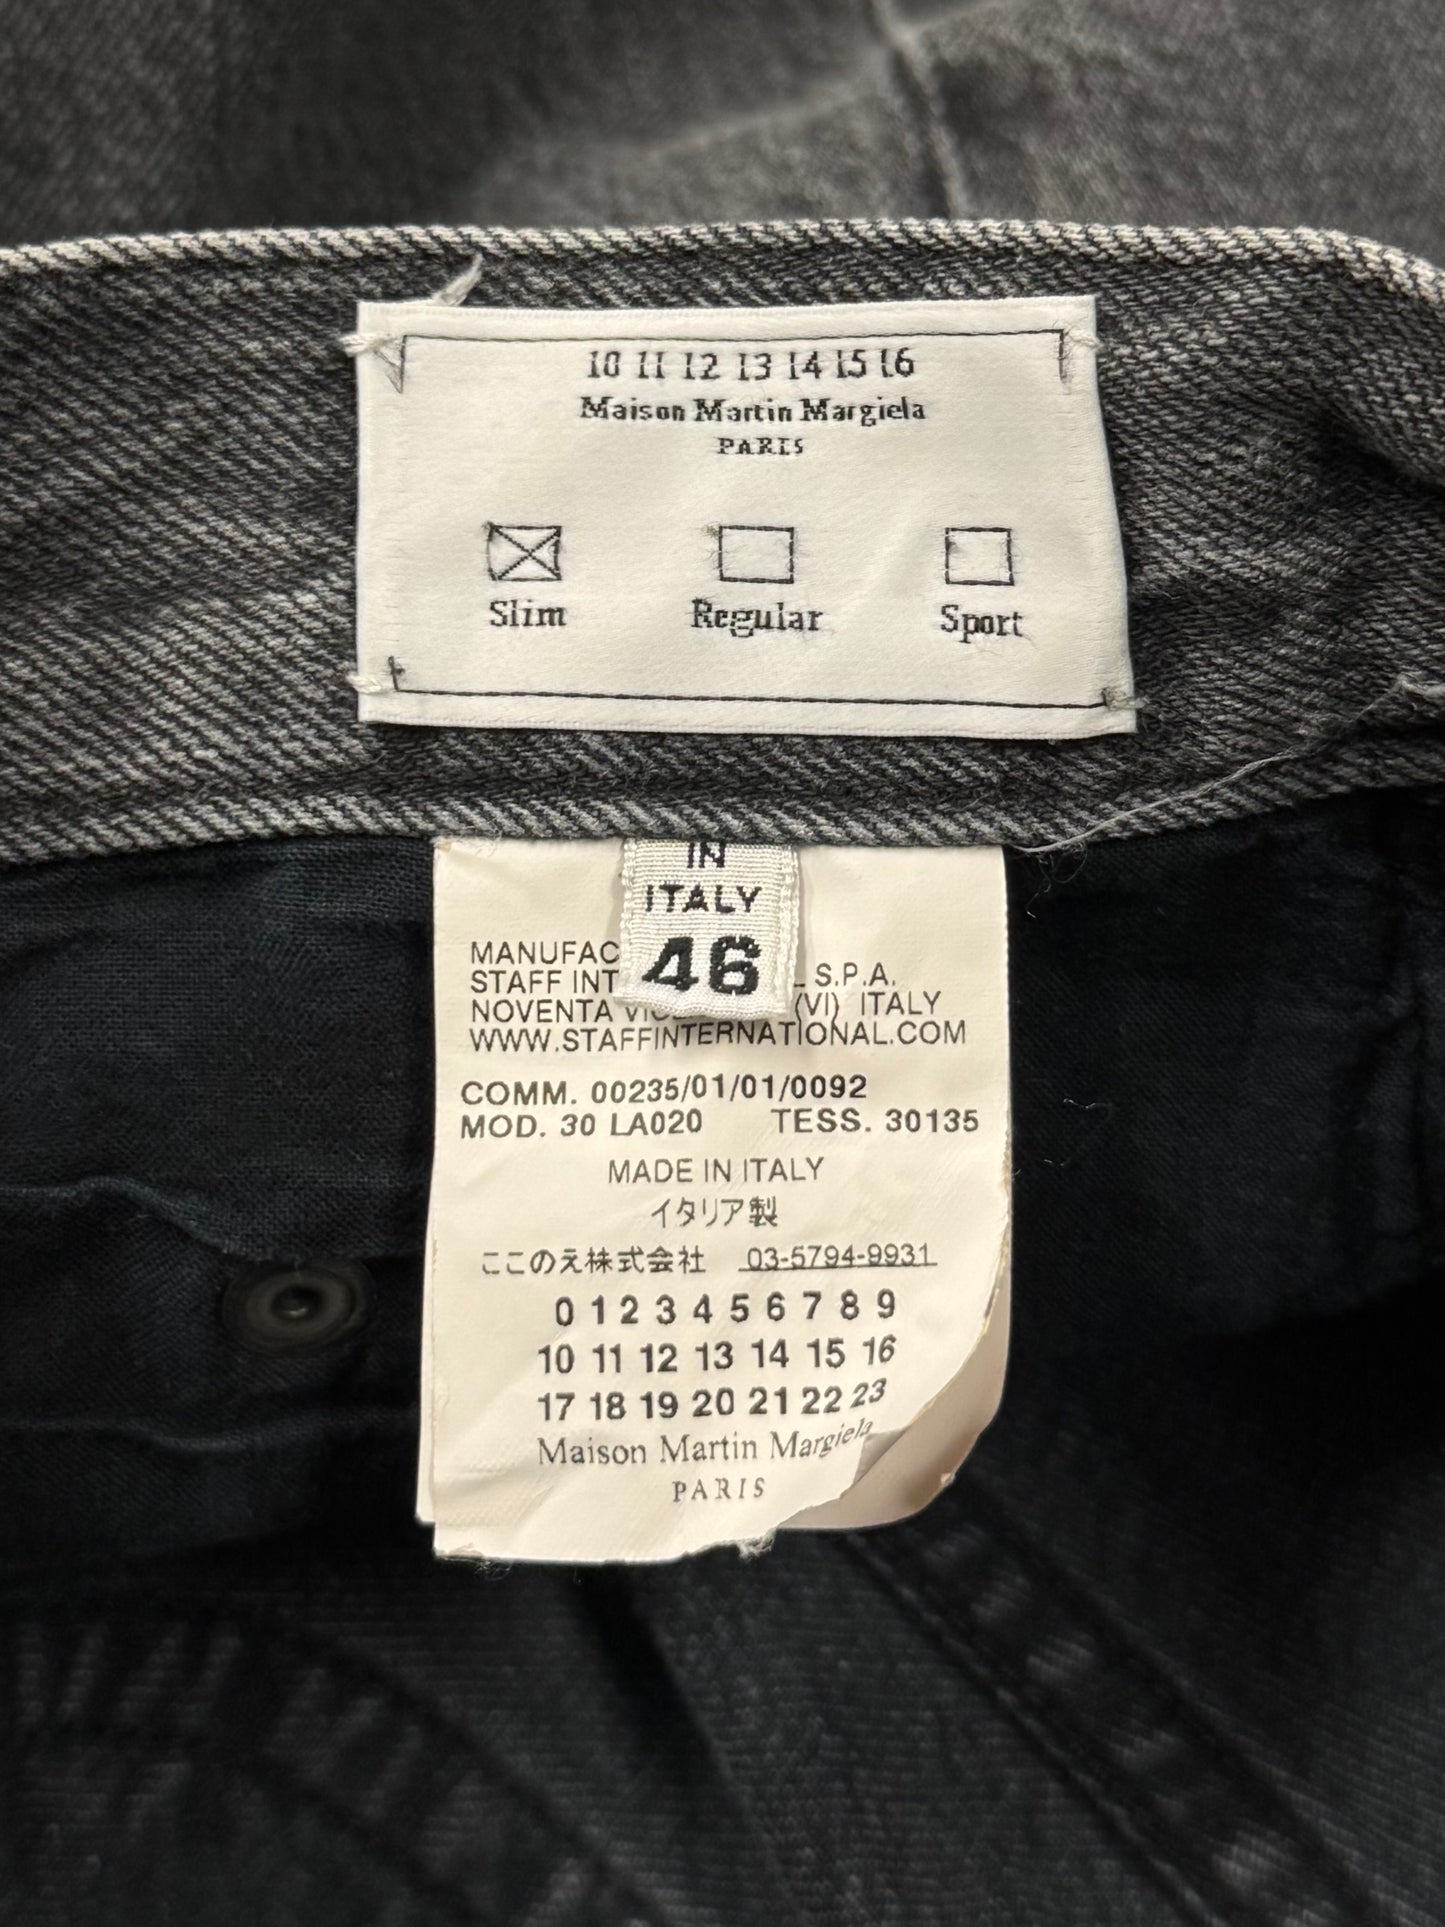 10 11 12 13 14 15 16
Maison Martin Margiela
PARIS
Slim Regular Sport
IN
ITALY
46
MANUFAC
STAFF INT L S.P.A.
NOVENTA VIC (VI) ITALY
WWW.STAFFINTERNATIONAL.COM
COMM. 00235/01/01/0092
MOD. 30 LA020 TESS. 30135
MADE IN ITALY
イタリア製
ここのえ株式会社 03-5794-9931
0 1 2 3 4 5 6 7 8 9
10 11 12 13 14 15 16
17 18 19 20 21 22 23
Maison Martin Margiela
PARIS